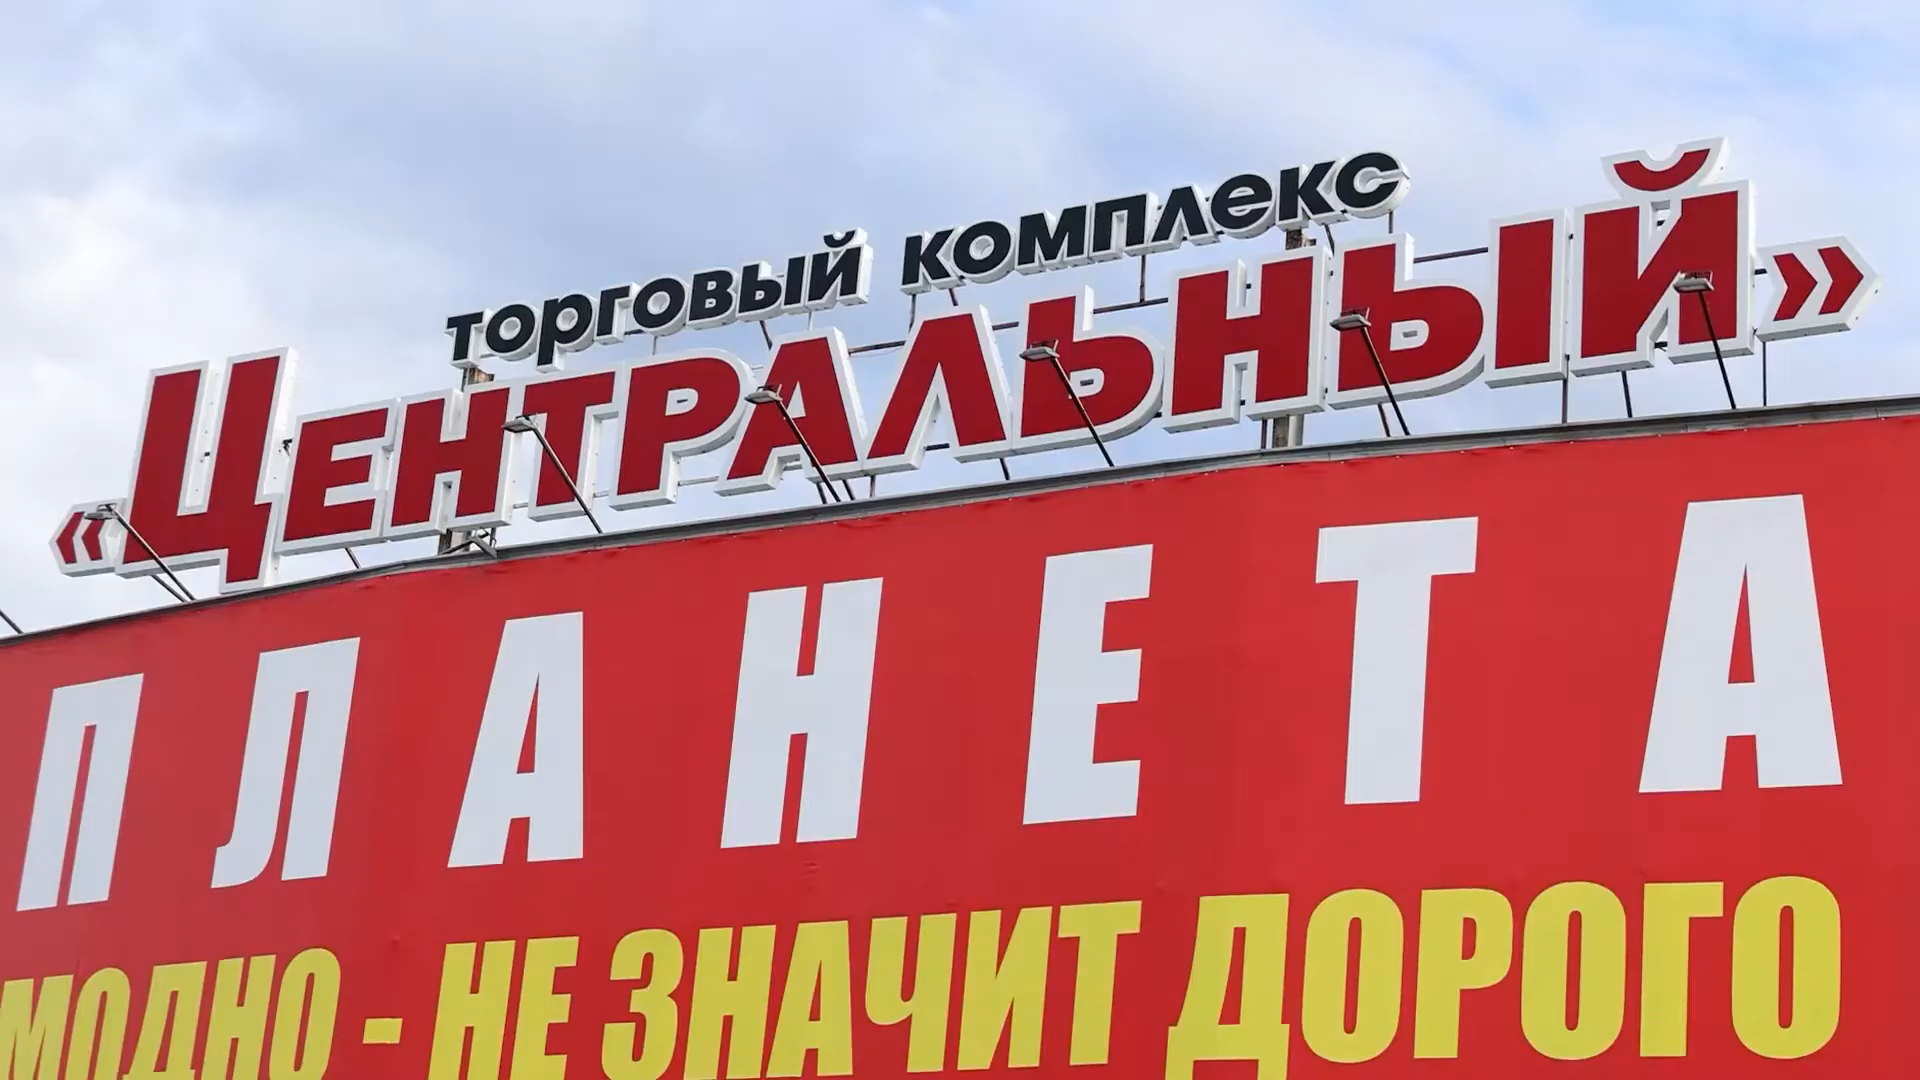 торговый комплекс
«Центральный»
ПЛАНЕТА
МОДНО - НЕ ЗНАЧИТ ДОРОГО